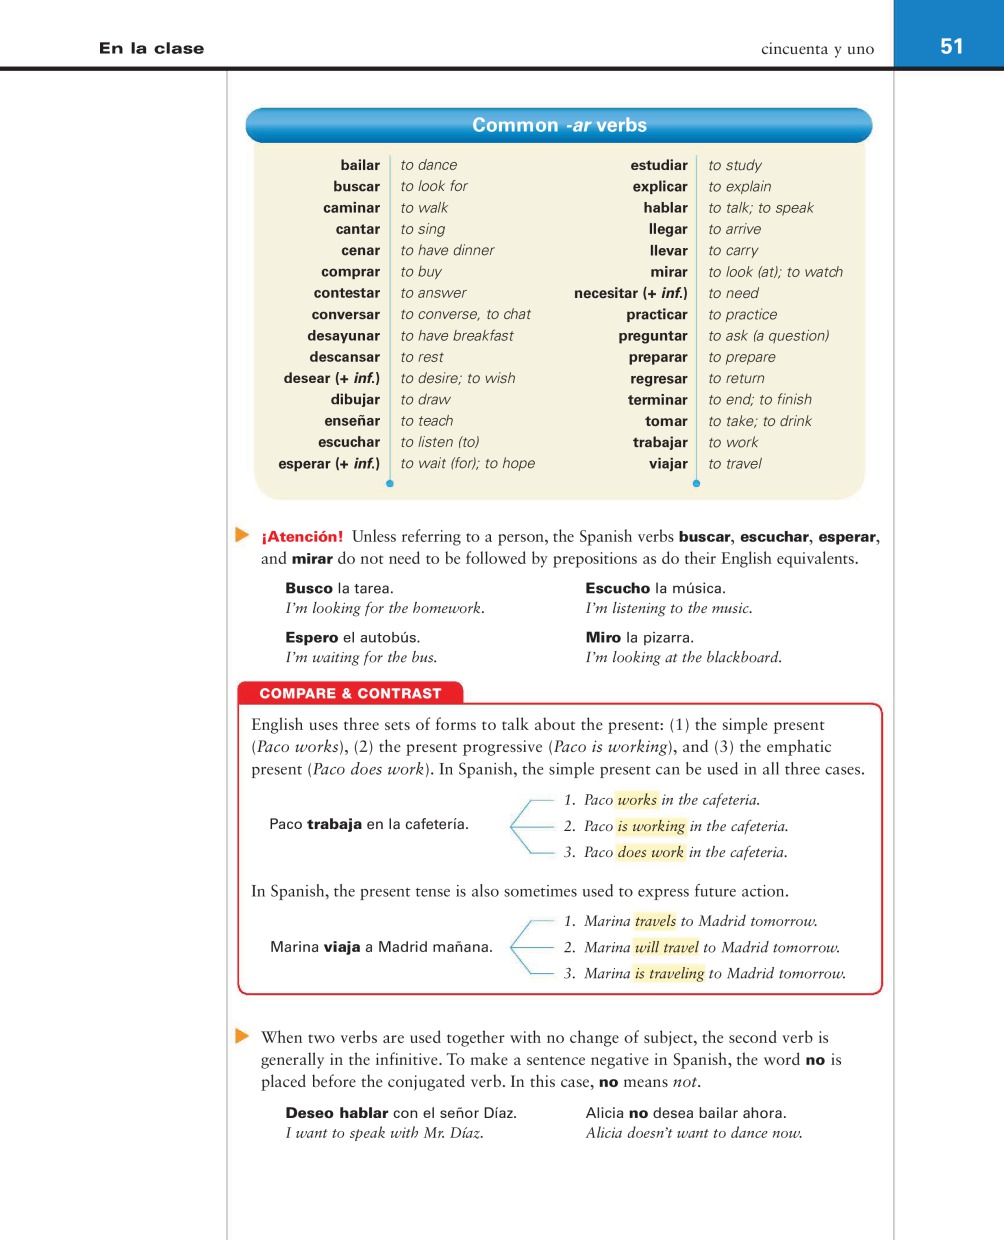 En la clase
cincuenta y uno
51
Common -ar verbs
bailar to dance
buscar to look for
caminar to walk
cantar to sing
cenar to have dinner
comprar to buy
contestar to answer
conversar to converse, to chat
desayunar to have breakfast
descansar to rest
desear (+ inf.) to desire; to wish
dibujar to draw
enseñar to teach
escuchar to listen (to)
esperar (+ inf.) to wait (for); to hope
estudiar to study
explicar to explain
hablar to talk; to speak
llegar to arrive
llevar to carry
mirar to look (at); to watch
necesitar (+ inf.) to need
practicar to practice
preguntar to ask (a question)
preparar to prepare
regresar to return
terminar to end; to finish
tomar to take; to drink
trabajar to work
viajar to travel
¡Atención! Unless referring to a person, the Spanish verbs buscar, escuchar, esperar,
and mirar do not need to be followed by prepositions as do their English equivalents.
Busco la tarea.
I'm looking for the homework.
Escucho la música.
I'm listening to the music.
Espero el autobús.
I'm waiting for the bus.
Miro la pizarra.
I'm looking at the blackboard.
COMPARE & CONTRAST
English uses three sets of forms to talk about the present: (1) the simple present
(Paco works), (2) the present progressive (Paco is working), and (3) the emphatic
present (Paco does work). In Spanish, the simple present can be used in all three cases.
Paco trabaja en la cafetería.
1. Paco works in the cafeteria.
2. Paco is working in the cafeteria.
3. Paco does work in the cafeteria.
In Spanish, the present tense is also sometimes used to express future action.
Marina viaja a Madrid mañana.
1. Marina travels to Madrid tomorrow.
2. Marina will travel to Madrid tomorrow.
3. Marina is traveling to Madrid tomorrow.
When two verbs are used together with no change of subject, the second verb is
generally in the infinitive. To make a sentence negative in Spanish, the word no is
placed before the conjugated verb. In this case, no means not.
Deseo hablar con el señor Díaz.
I want to speak with Mr. Díaz.
Alicia no desea bailar ahora.
Alicia doesn't want to dance now.